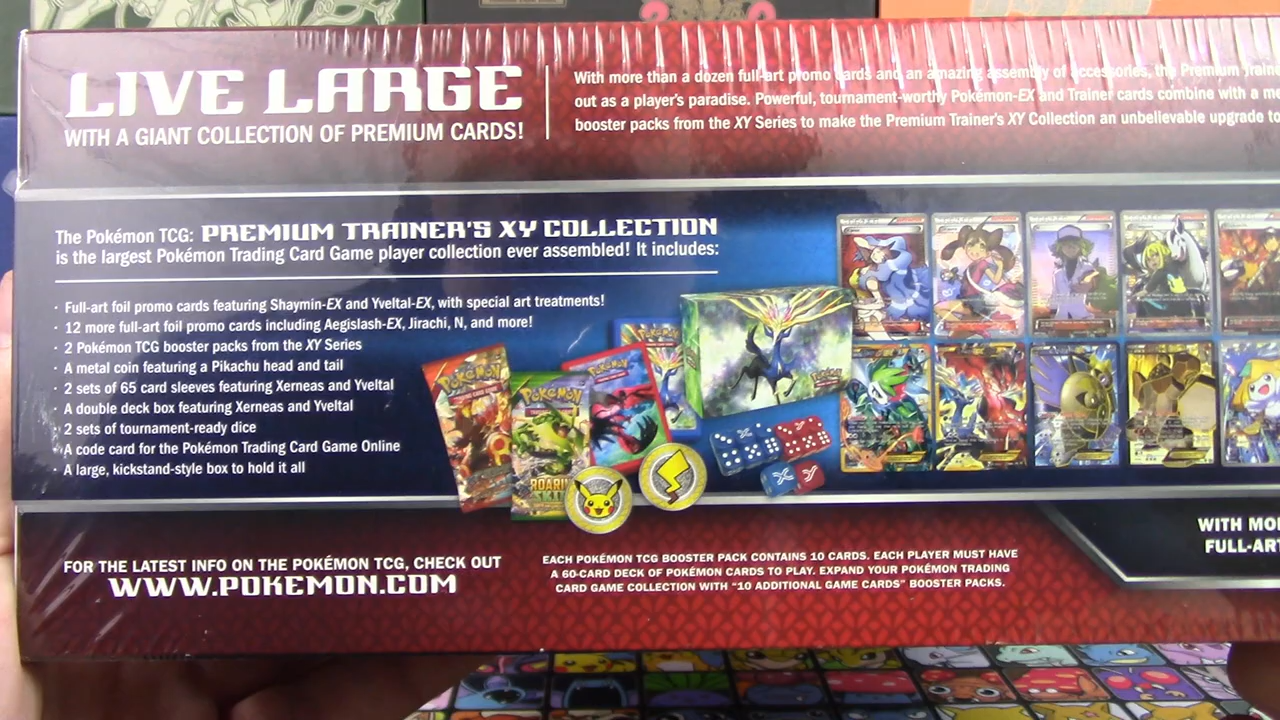 LIVE LARGE
WITH A GIANT COLLECTION OF PREMIUM CARDS!
With more than a dozen full-art promo cards and an amazing assembly of accessories, the Premium Traine
out as a player's paradise. Powerful, tournament-worthy Pokémon-EX and Trainer cards combine with a me
booster packs from the XY Series to make the Premium Trainer's XY Collection an unbelievable upgrade to
The Pokémon TCG: PREMIUM TRAINER'S XY COLLECTION
is the largest Pokémon Trading Card Game player collection ever assembled! It includes:
· Full-art foil promo cards featuring Shaymin-EX and Yveltal-EX, with special art treatments!
· 12 more full-art foil promo cards including Aegislash-EX, Jirachi, N, and more!
· 2 Pokémon TCG booster packs from the XY Series
· A metal coin featuring a Pikachu head and tail
· 2 sets of 65 card sleeves featuring Xerneas and Yveltal
· A double deck box featuring Xerneas and Yveltal
· 2 sets of tournament-ready dice
· A code card for the Pokémon Trading Card Game Online
· A large, kickstand-style box to hold it all
Pokémon
Pokémon
Pokémon
Pokémon
ROARING
X
Y
FOR THE LATEST INFO ON THE POKÉMON TCG, CHECK OUT
WWW.POKEMON.COM
EACH POKÉMON TCG BOOSTER PACK CONTAINS 10 CARDS. EACH PLAYER MUST HAVE
A 60-CARD DECK OF POKÉMON CARDS TO PLAY. EXPAND YOUR POKÉMON TRADING
CARD GAME COLLECTION WITH "10 ADDITIONAL GAME CARDS" BOOSTER PACKS.
WITH MO
FULL-ART